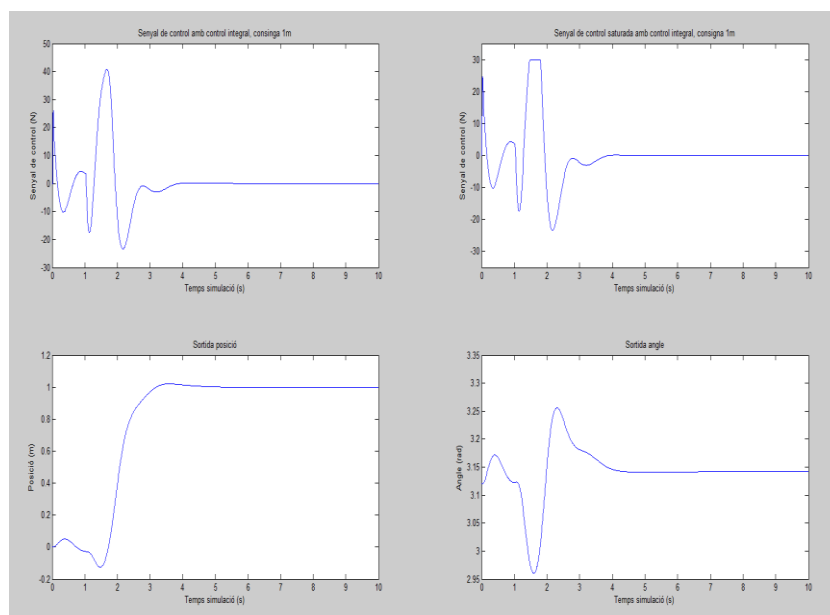 Senyal de control amb control integral, consinga 1m
50
40
30
20
10
0
-10
-20
-30
Senyal de control (N)
0 1 2 3 4 5 6 7 8 9 10
Temps simulació (s)
Senyal de control saturada amb control integral, consigna 1m
30
20
10
0
-10
-20
-30
Senyal de control (N)
0 1 2 3 4 5 6 7 8 9 10
Temps simulació (s)
Sortida posició
1.2
1
0.8
0.6
0.4
0.2
0
-0.2
Posició (m)
0 1 2 3 4 5 6 7 8 9 10
Temps simulació (s)
Sortida angle
3.35
3.3
3.25
3.2
3.15
3.1
3.05
3
2.95
Angle (rad)
0 1 2 3 4 5 6 7 8 9 10
Temps simulació (s)